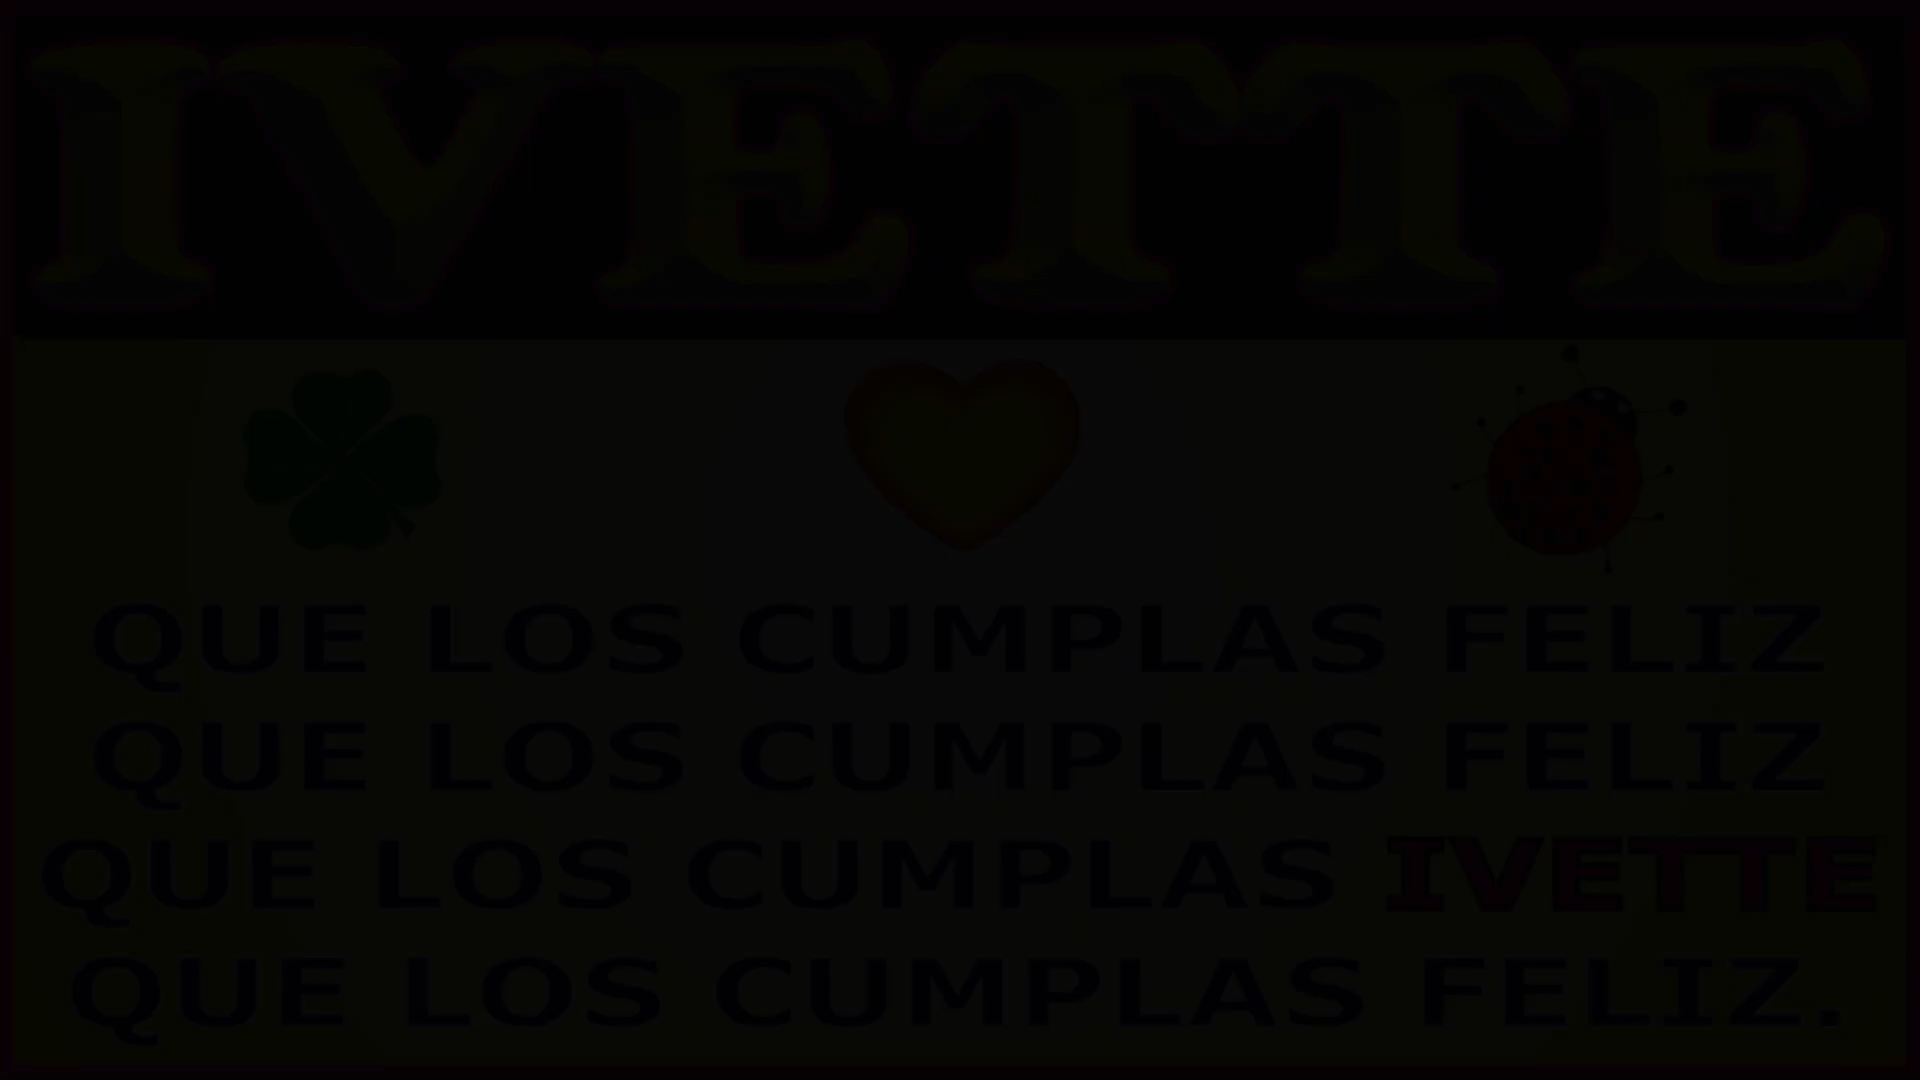 IVETTE
QUE LOS CUMPLAS FELIZ
QUE LOS CUMPLAS FELIZ
QUE LOS CUMPLAS IVETTE
QUE LOS CUMPLAS FELIZ.